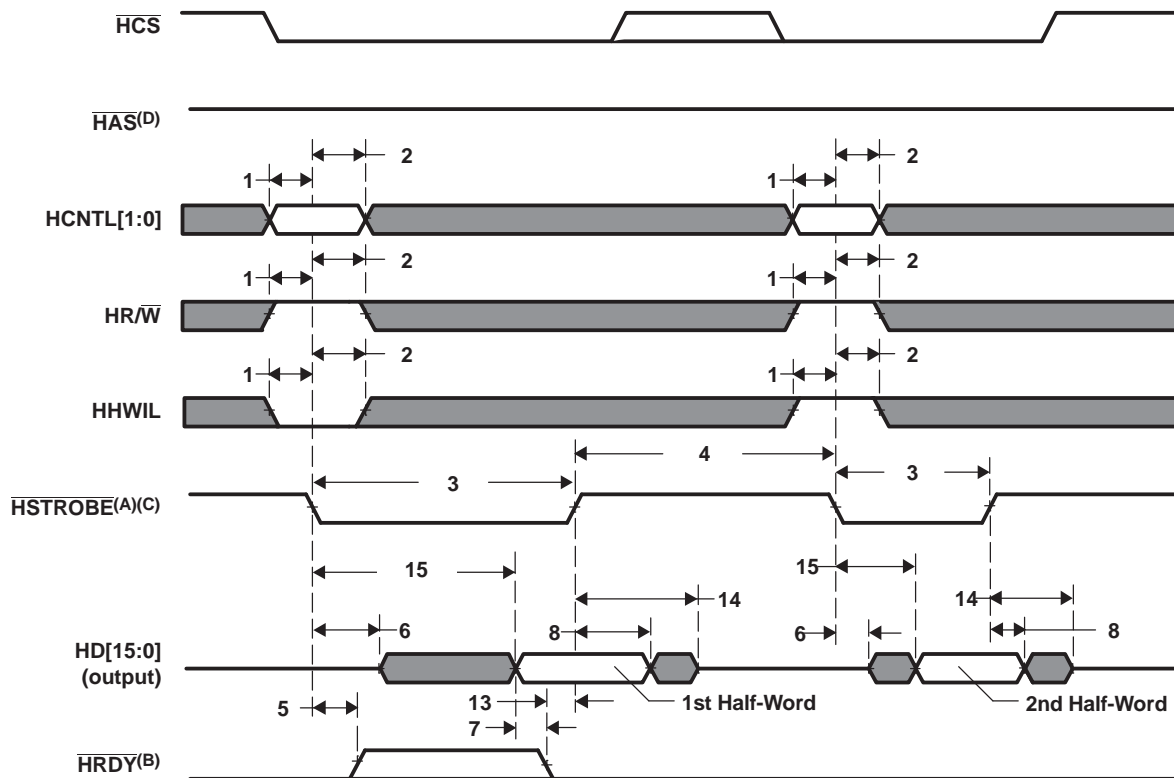 HCS
HAS(D)
2 2
1 1
HCNTL[1:0]
2 2
1 1
HR/W
2 2
1 1
HHWIL
4
3 3
HSTROBE(A)(C)
15 15
14 14
6 8 6 8
HD[15:0]
(output)
5 13 1st Half-Word 2nd Half-Word
7
HRDY(B)